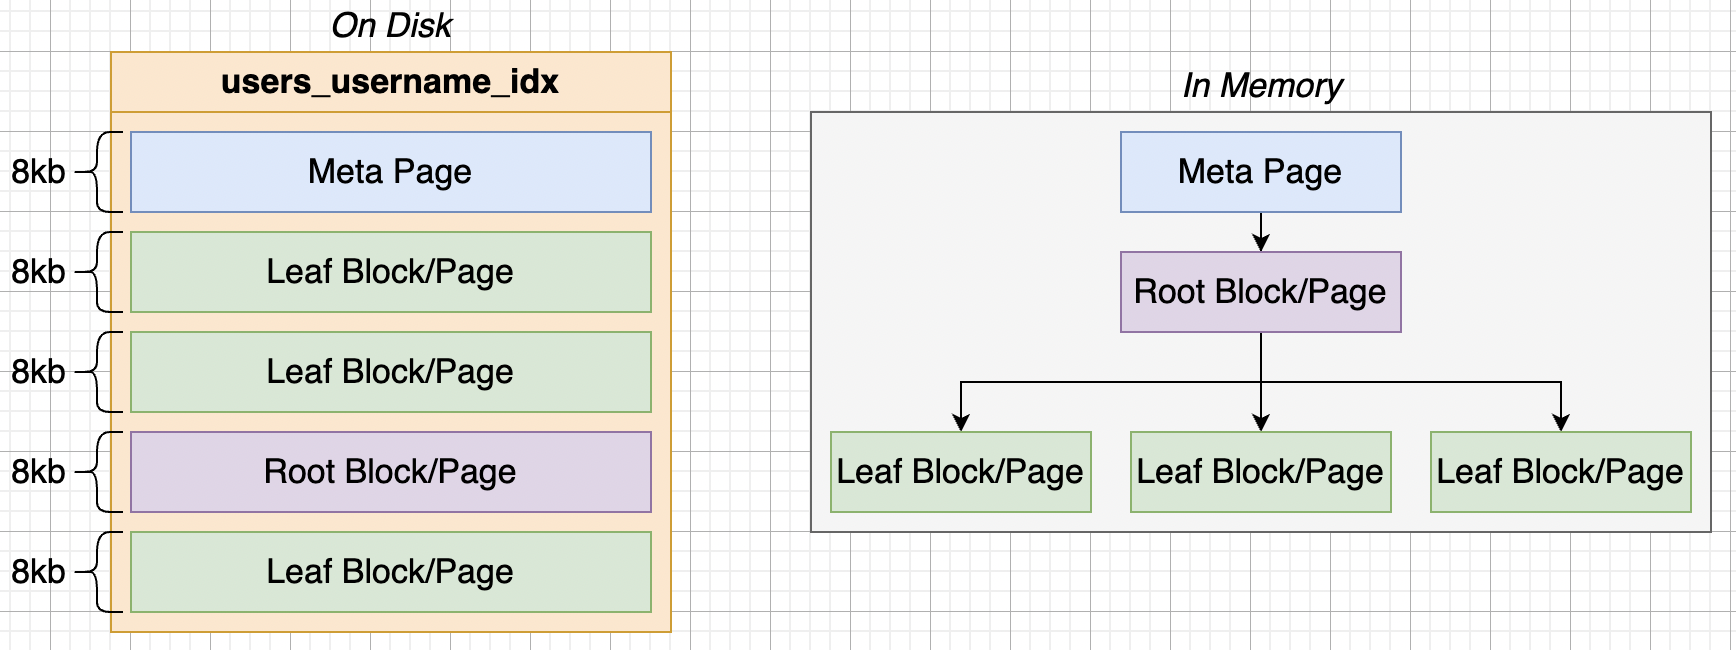 On Disk
users_username_idx
8kb
Meta Page
8kb
Leaf Block/Page
8kb
Leaf Block/Page
8kb
Root Block/Page
8kb
Leaf Block/Page
In Memory
Meta Page
Root Block/Page
Leaf Block/Page
Leaf Block/Page
Leaf Block/Page